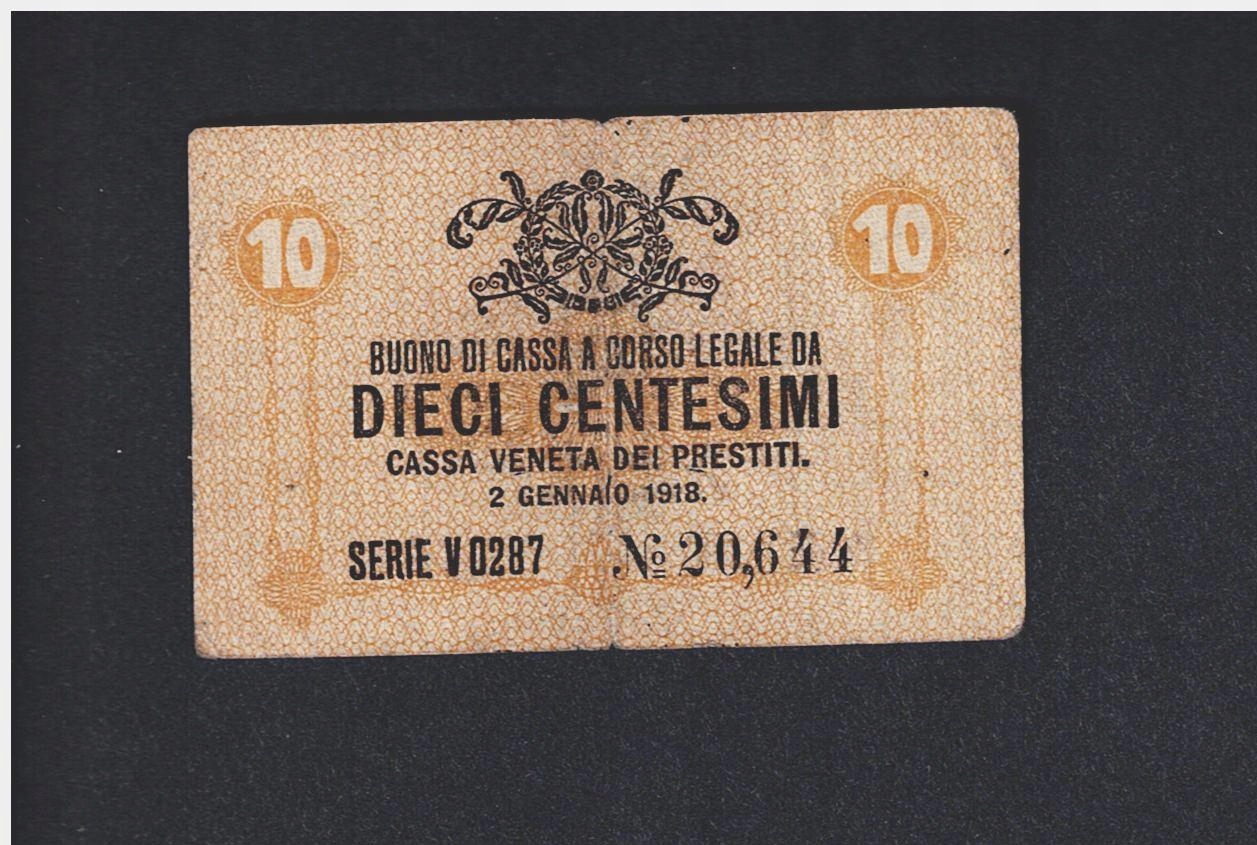 10 10
BUONO DI CASSA A CORSO LEGALE DA
DIECI CENTESIMI
CASSA VENETA DEI PRESTITI.
2 GENNAIO 1918.
SERIE V 0287 № 20,644